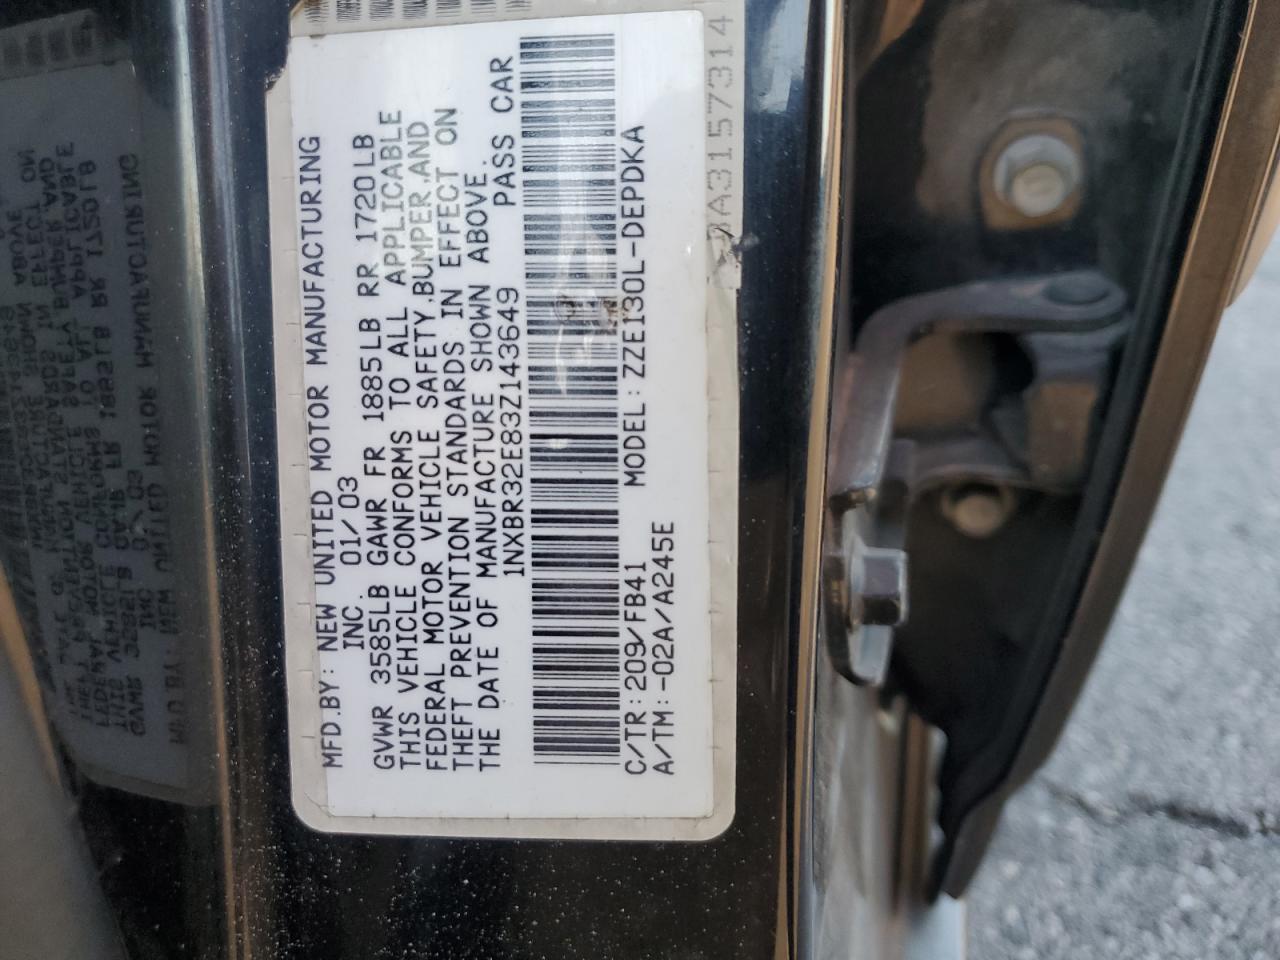 MFD.BY: NEW UNITED MOTOR MANUFACTURING
INC. 01/03
GVWR 3585LB GAWR FR 1885LB RR 1720LB
THIS VEHICLE CONFORMS TO ALL APPLICABLE
FEDERAL MOTOR VEHICLE SAFETY,BUMPER,AND
THEFT PREVENTION STANDARDS IN EFFECT ON
THE DATE OF MANUFACTURE SHOWN ABOVE.
1NXBR32E83Z143649 PASS CAR
C/TR:209/FB41 MODEL:ZZE130L-DEPDKA
A/TM:-02A/A245E
A3157314